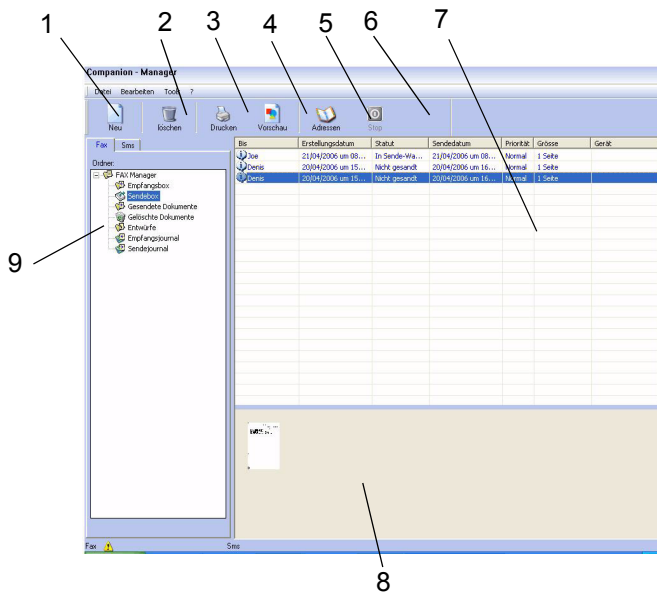 1 2 3 4 5 6 7
Companion - Manager
Datei Bearbeiten Tools ?
Neu löschen Drucken Vorschau Adressen Stop
Fax Sms
Ordner:
FAX Manager
Empfangsbox
Sendebox
Gesendete Dokumente
Gelöschte Dokumente
Entwürfe
Empfangsjournal
Sendejournal
Bis Erstellungsdatum Statut Sendedatum Priorität Grösse Gerät
Joe 21/04/2006 um 08... In Sende-Wa... 21/04/2006 um 08... Normal 1 Seite
Denis 20/04/2006 um 15... Nicht gesandt 20/04/2006 um 16... Normal 1 Seite
Denis 20/04/2006 um 15... Nicht gesandt 20/04/2006 um 16... Normal 1 Seite
9
Fax Sms
8